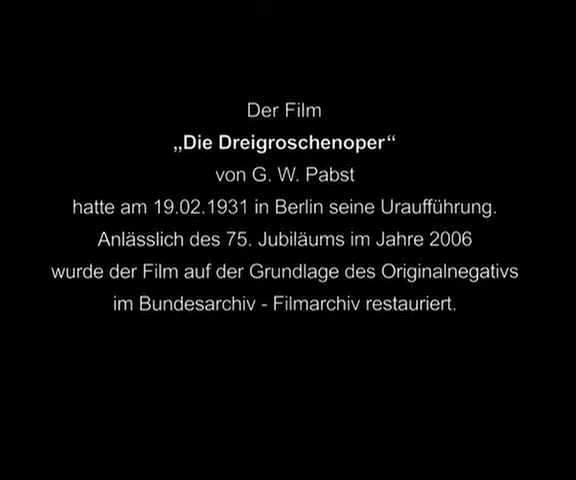 Der Film
„Die Dreigroschenoper“
von G. W. Pabst
hatte am 19.02.1931 in Berlin seine Uraufführung.
Anlässlich des 75. Jubiläums im Jahre 2006
wurde der Film auf der Grundlage des Originalnegativs
im Bundesarchiv - Filmarchiv restauriert.